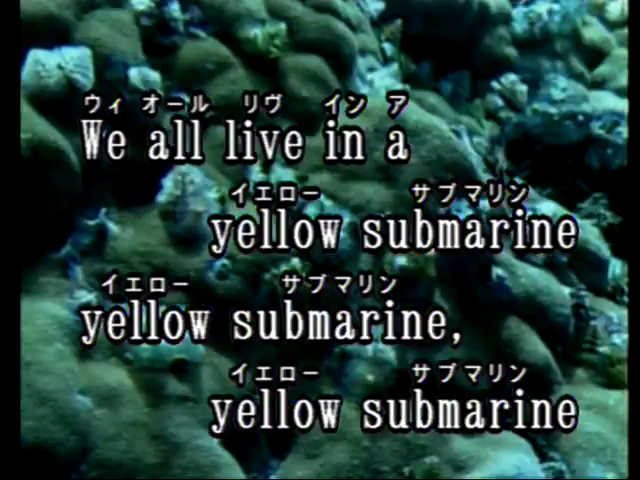 ウィ オール リヴ イン ア
We all live in a
イエロー サブマリン
yellow submarine
イエロー サブマリン
yellow submarine,
イエロー サブマリン
yellow submarine